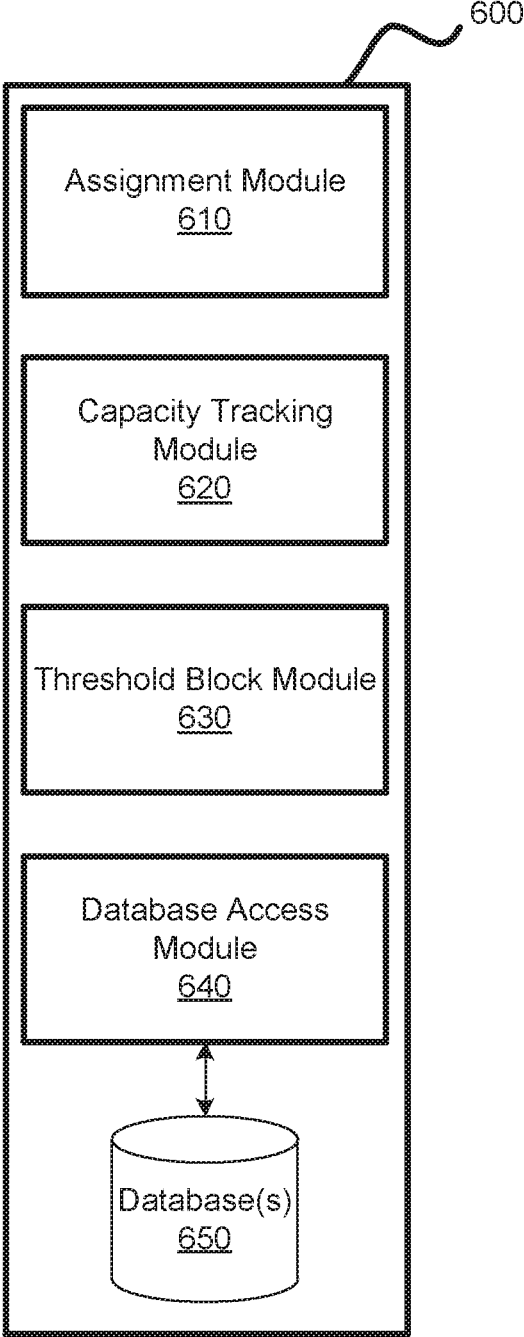 600
Assignment Module
610
Capacity Tracking
Module
620
Threshold Block Module
630
Database Access
Module
640
Database(s)
650